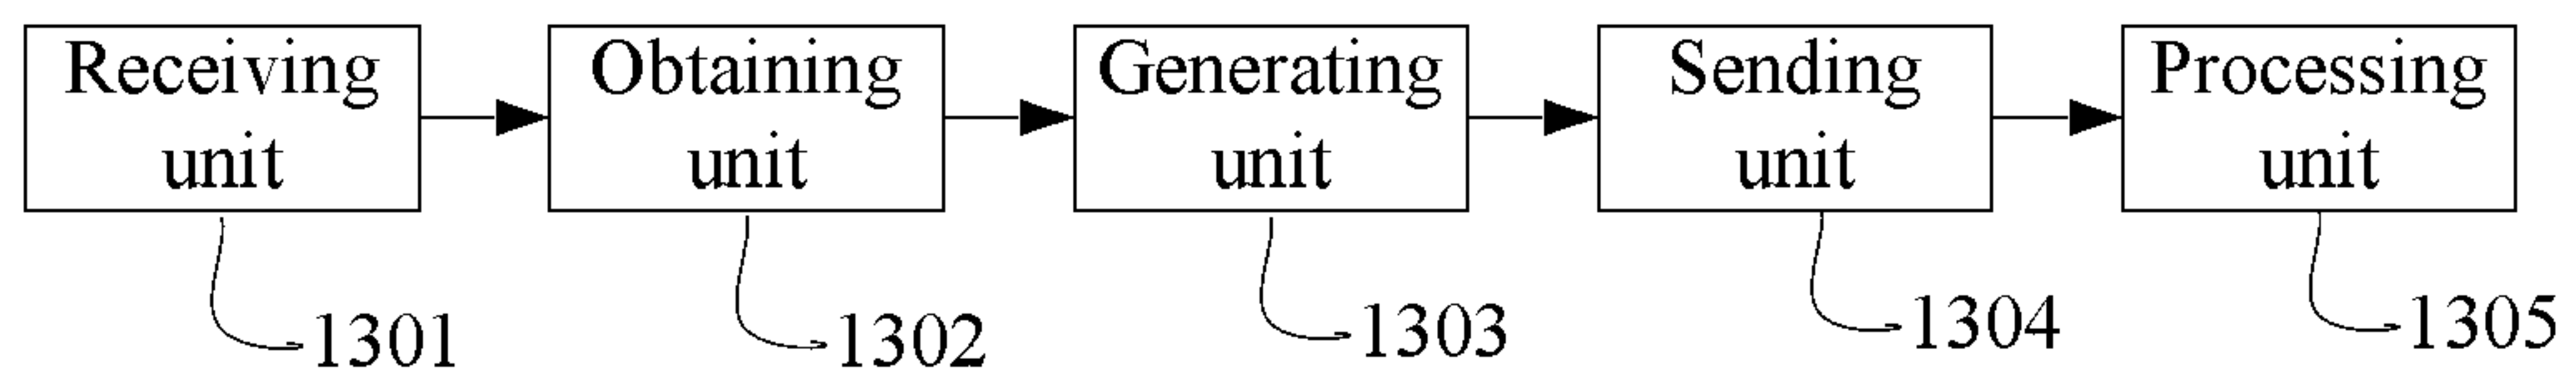 Receiving
unit
Obtaining
unit
Generating
unit
Sending
unit
Processing
unit
1301
1302
1303
1304
1305